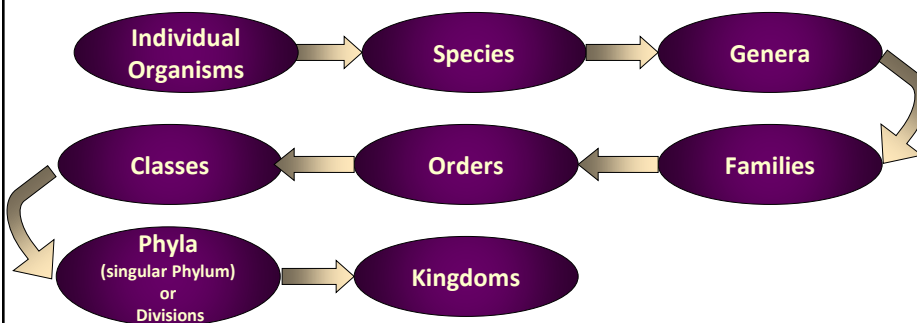 Individual
Organisms
Species
Genera
Families
Orders
Classes
Phyla
(singular Phylum)
or
Divisions
Kingdoms